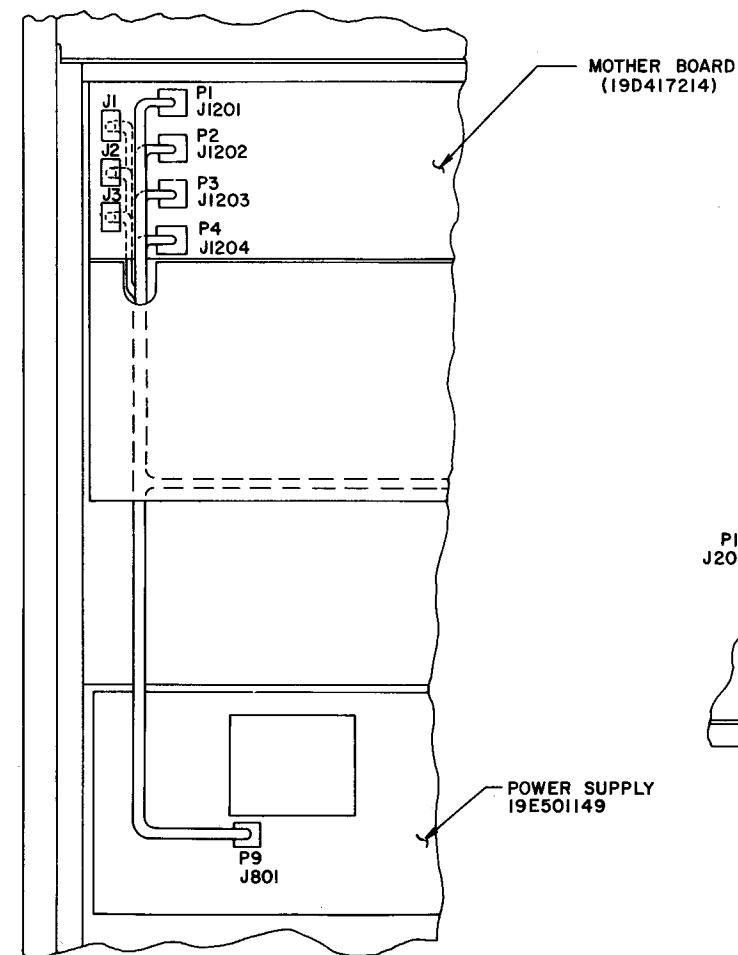 MOTHER BOARD
(19D417214)
J1
P1
J1201
J2
P2
J1202
J3
P3
J1203
P4
J1204
P1
J20
POWER SUPPLY
19E501149
P9
J801